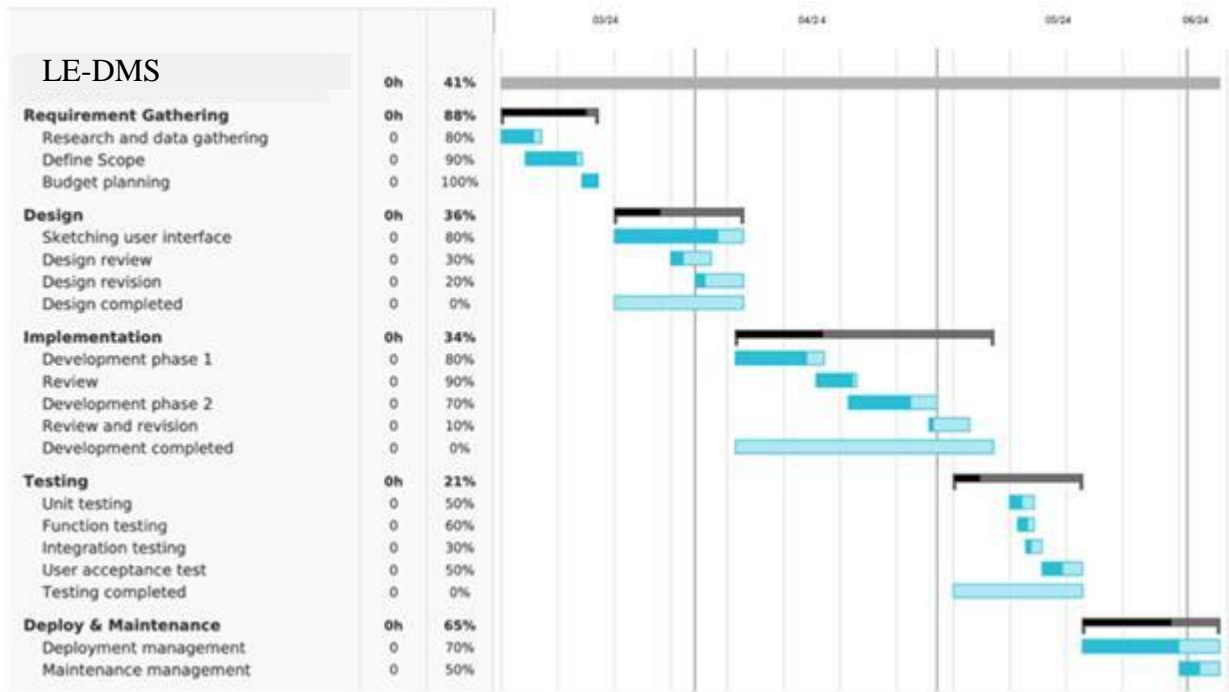 03/24 04/24 05/24 06/24
LE-DMS 0h 41%
Requirement Gathering 0h 88%
Research and data gathering 0 80%
Define Scope 0 90%
Budget planning 0 100%
Design 0h 36%
Sketching user interface 0 80%
Design review 0 30%
Design revision 0 20%
Design completed 0 0%
Implementation 0h 34%
Development phase 1 0 80%
Review 0 90%
Development phase 2 0 70%
Review and revision 0 10%
Development completed 0 0%
Testing 0h 21%
Unit testing 0 50%
Function testing 0 60%
Integration testing 0 30%
User acceptance test 0 50%
Testing completed 0 0%
Deploy & Maintenance 0h 65%
Deployment management 0 70%
Maintenance management 0 50%